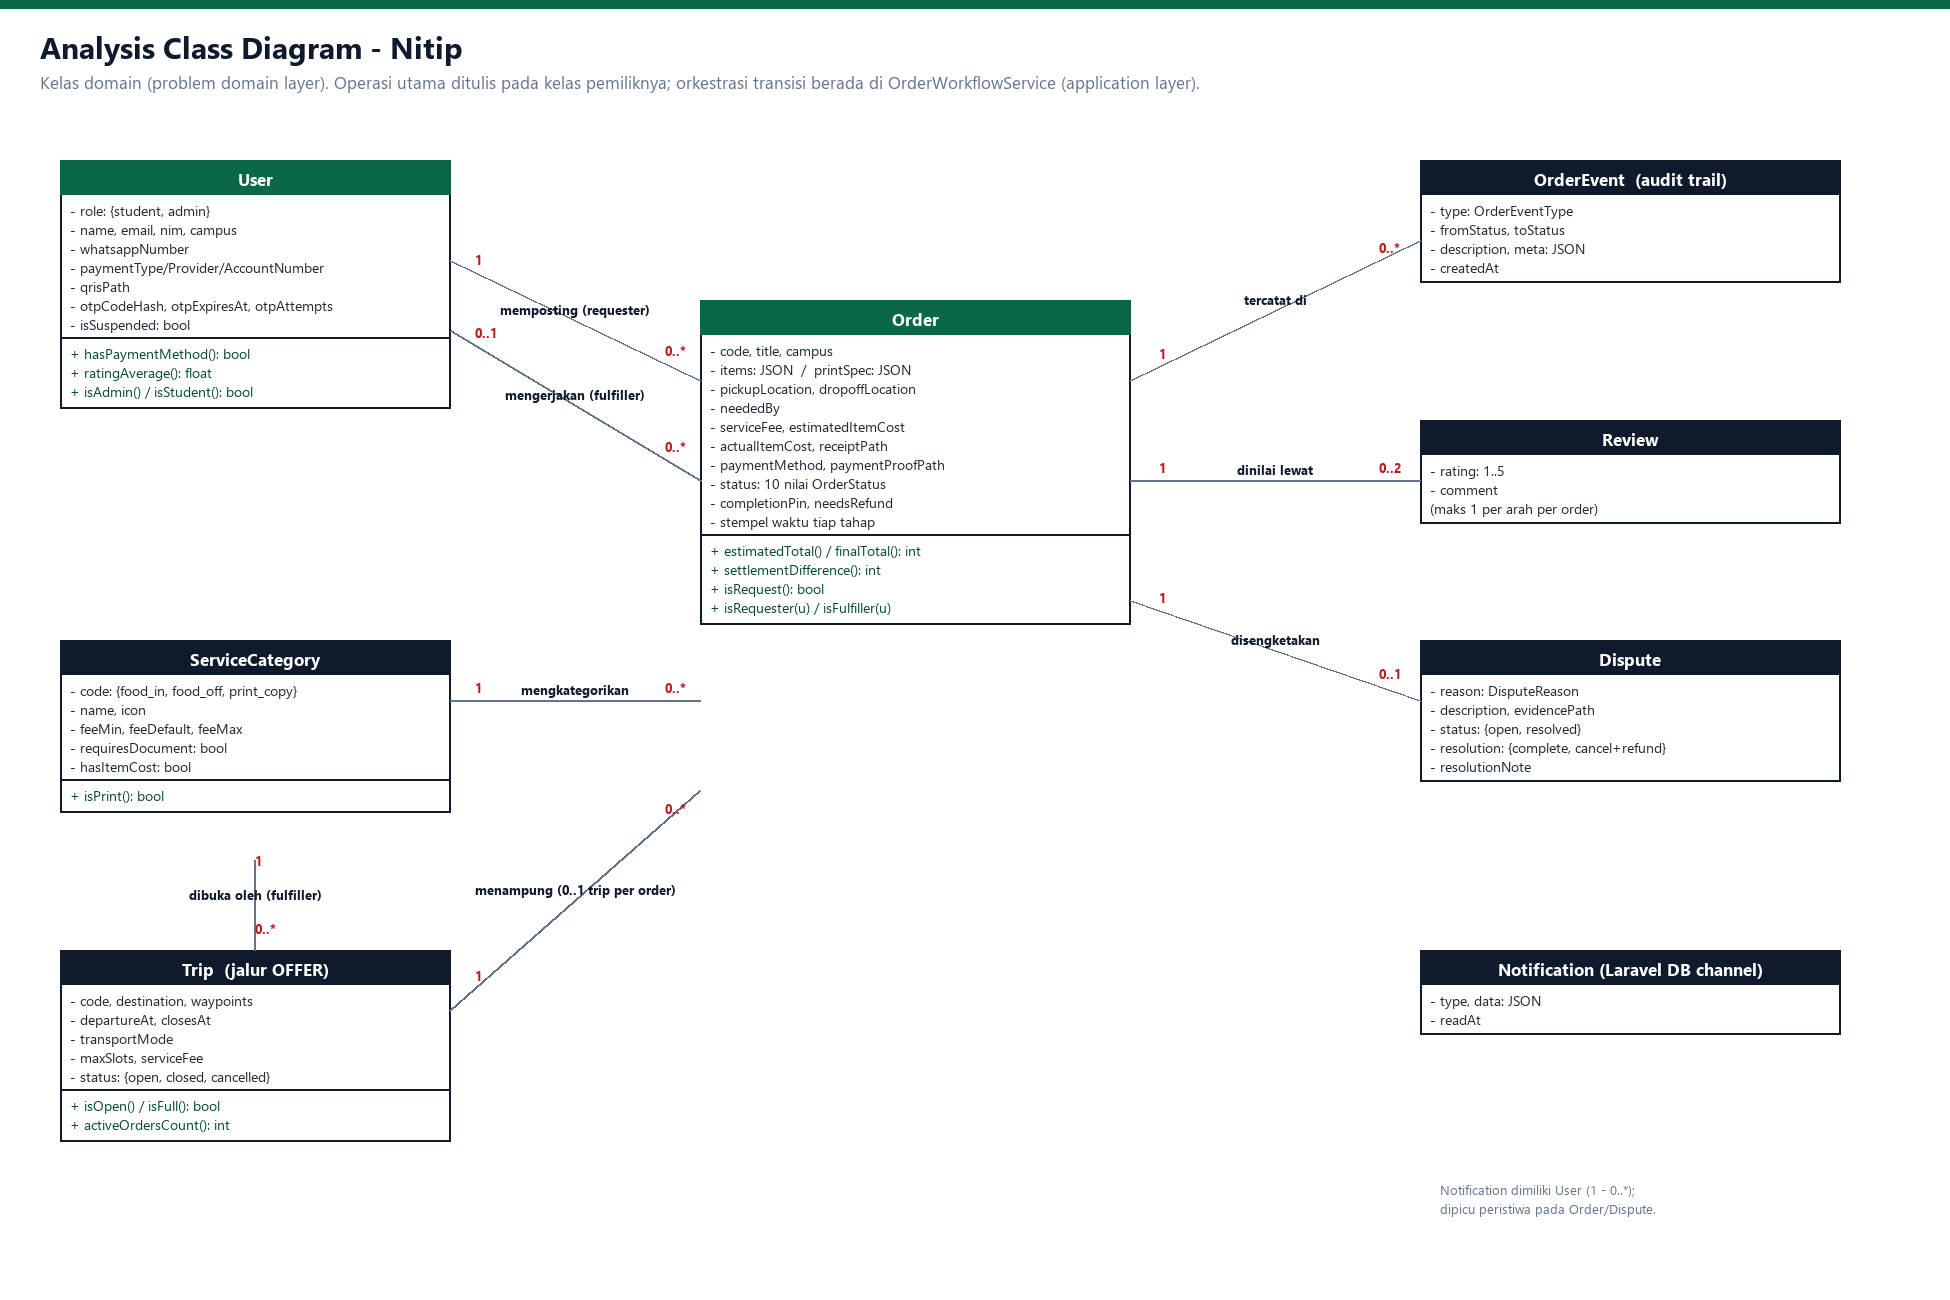 Analysis Class Diagram - Nitip
Kelas domain (problem domain layer). Operasi utama ditulis pada kelas pemiliknya; orkestrasi transisi berada di OrderWorkflowService (application layer).
User
- role: {student, admin}
- name, email, nim, campus
- whatsappNumber
- paymentType/Provider/AccountNumber
- qrisPath
- otpCodeHash, otpExpiresAt, otpAttempts
- isSuspended: bool
+ hasPaymentMethod(): bool
+ ratingAverage(): float
+ isAdmin() / isStudent(): bool
1
memposting (requester)
0..*
0..1
mengerjakan (fulfiller)
0..*
Order
- code, title, campus
- items: JSON / printSpec: JSON
- pickupLocation, dropoffLocation
- neededBy
- serviceFee, estimatedItemCost
- actualItemCost, receiptPath
- paymentMethod, paymentProofPath
- status: 10 nilai OrderStatus
- completionPin, needsRefund
- stempel waktu tiap tahap
+ estimatedTotal() / finalTotal(): int
+ settlementDifference(): int
+ isRequest(): bool
+ isRequester(u) / isFulfiller(u)
0..*
tercatat di
1
OrderEvent (audit trail)
- type: OrderEventType
- fromStatus, toStatus
- description, meta: JSON
- createdAt
1
dinilai lewat
0..2
Review
- rating: 1..5
- comment
(maks 1 per arah per order)
1
disengketakan
0..1
Dispute
- reason: DisputeReason
- description, evidencePath
- status: {open, resolved}
- resolution: {complete, cancel+refund}
- resolutionNote
ServiceCategory
- code: {food_in, food_off, print_copy}
- name, icon
- feeMin, feeDefault, feeMax
- requiresDocument: bool
- hasItemCost: bool
+ isPrint(): bool
1
mengkategorikan
0..*
1
dibuka oleh (fulfiller)
0..*
0..*
menampung (0..1 trip per order)
1
Trip (jalur OFFER)
- code, destination, waypoints
- departureAt, closesAt
- transportMode
- maxSlots, serviceFee
- status: {open, closed, cancelled}
+ isOpen() / isFull(): bool
+ activeOrdersCount(): int
Notification (Laravel DB channel)
- type, data: JSON
- readAt
Notification dimiliki User (1 - 0..*);
dipicu peristiwa pada Order/Dispute.